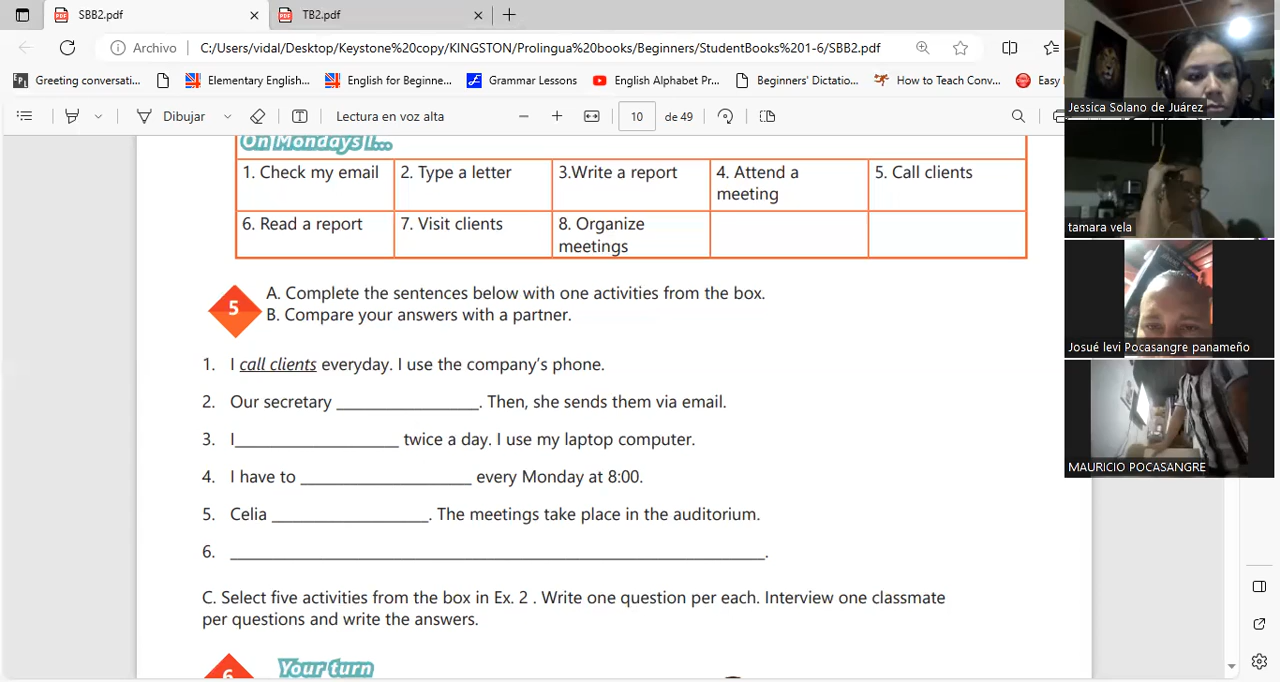 SBB2.pdf
TB2.pdf
Archivo
C:/Users/vidal/Desktop/Keystone%20copy/KINGSTON/Prolingua%20books/Beginners/StudentBooks%201-6/SBB2.pdf
Greeting conversati...
Elementary English...
English for Beginne...
Grammar Lessons
English Alphabet Pr...
Beginners' Dictatio...
How to Teach Conv...
Easy
Dibujar
Lectura en voz alta
10 de 49
On Mondays I...
1. Check my email
2. Type a letter
3.Write a report
4. Attend a
meeting
5. Call clients
6. Read a report
7. Visit clients
8. Organize
meetings
5
A. Complete the sentences below with one activities from the box.
B. Compare your answers with a partner.
1. I call clients everyday. I use the company's phone.
2. Our secretary ________________. Then, she sends them via email.
3. I___________________ twice a day. I use my laptop computer.
4. I have to ____________________ every Monday at 8:00.
5. Celia __________________. The meetings take place in the auditorium.
6. ______________________________________________________________.
C. Select five activities from the box in Ex. 2 . Write one question per each. Interview one classmate
per questions and write the answers.
6
Your turn
Jessica Solano de Juárez
tamara vela
Josué levi Pocasangre panameño
MAURICIO POCASANGRE